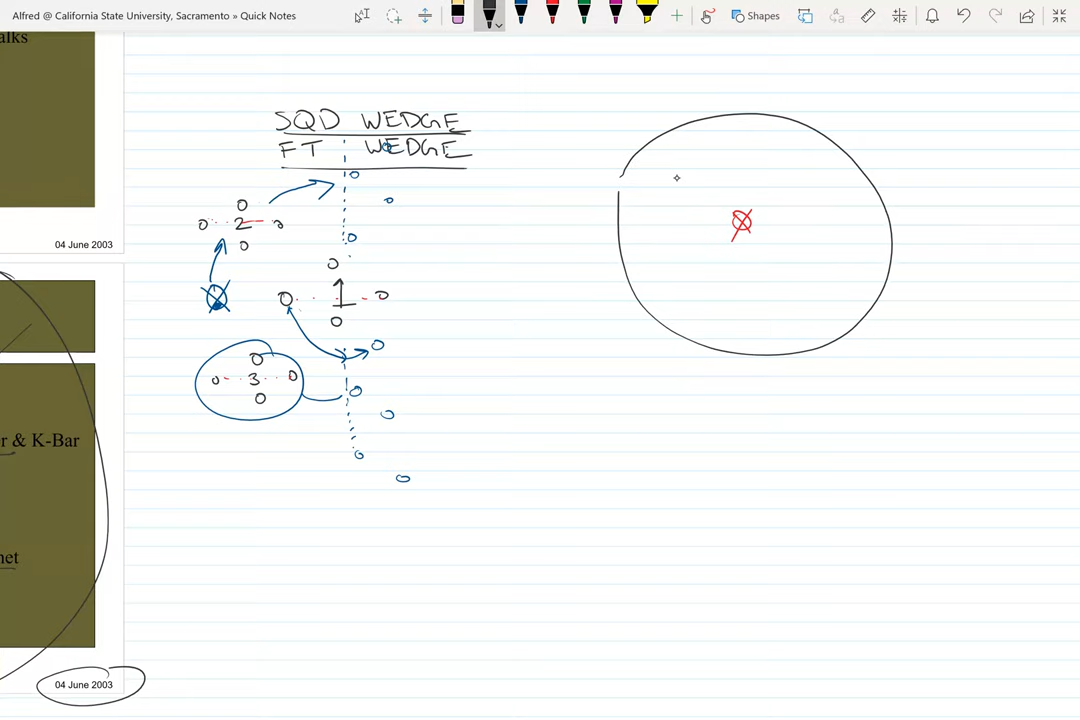 Alfred @ California State University, Sacramento » Quick Notes
Shapes
alks
04 June 2003
r & K-Bar
net
04 June 2003
SQD WEDGE
FT WEDGE
2
1
3